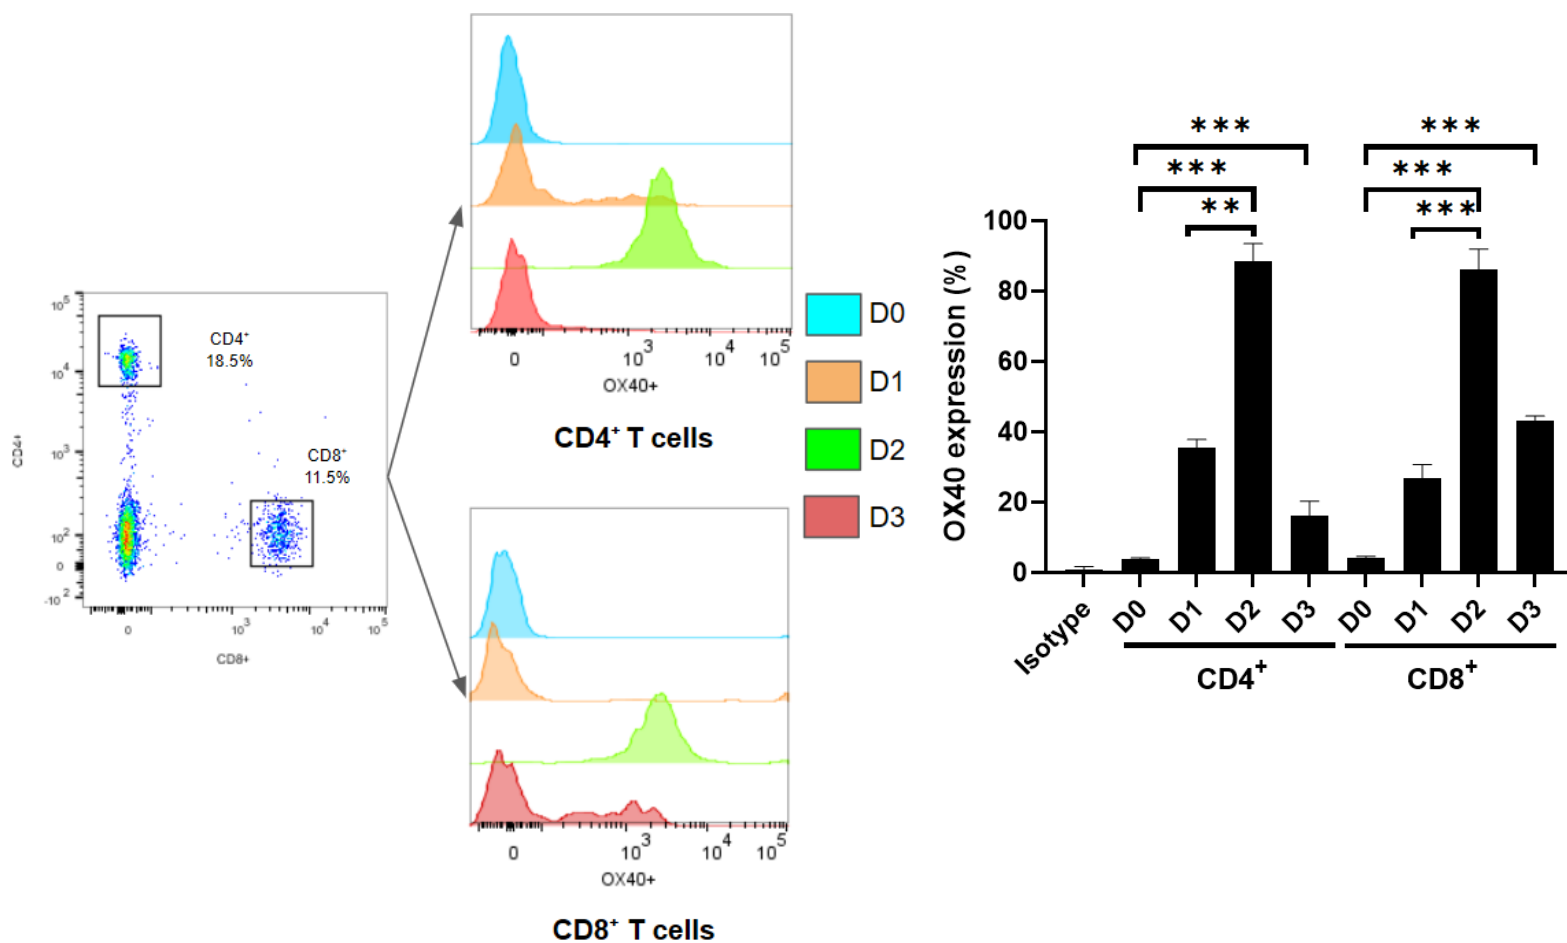 CD4⁺
18.5%
CD8⁺
11.5%
10⁵
10⁴
10³
10²
0
-10²
CD4+
0
10³
10⁴
10⁵
CD8+
0
10³
10⁴
10⁵
OX40+
CD4⁺ T cells
0
10³
10⁴
10⁵
OX40+
CD8⁺ T cells
D0
D1
D2
D3
***
***
**
***
***
***
100
80
60
40
20
0
OX40 expression (%)
Isotype
D0
D1
D2
D3
D0
D1
D2
D3
CD4⁺
CD8⁺